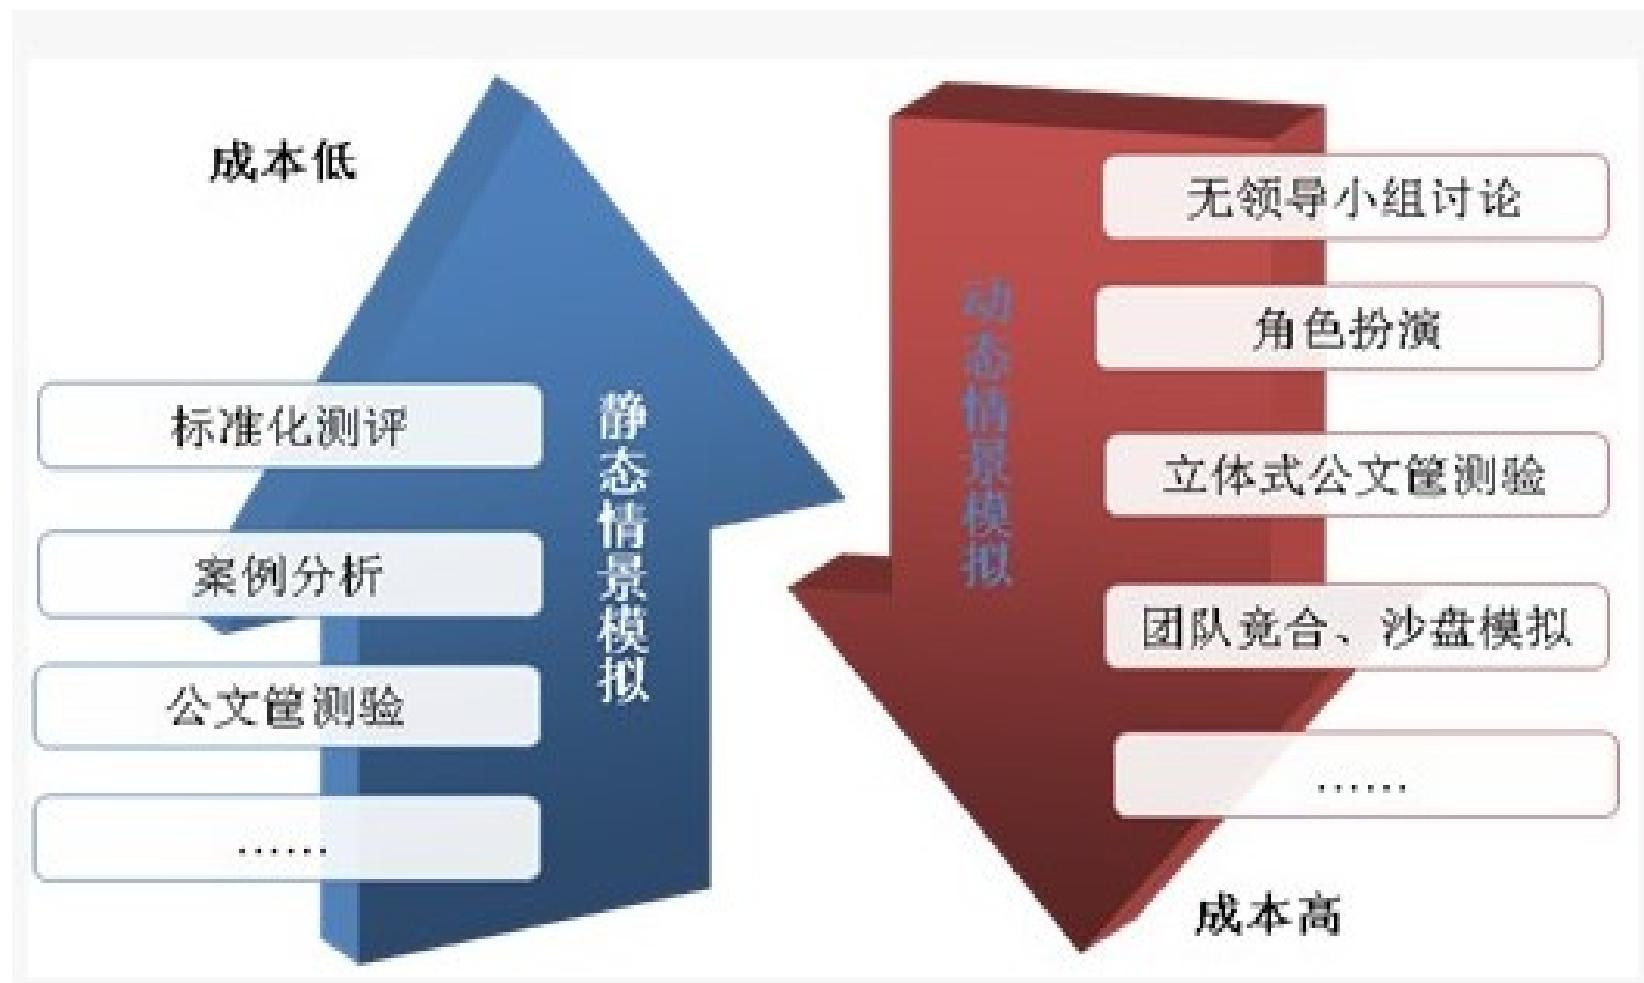 成本低
标准化测评
案例分析
公文筐测验
......
静态情景模拟
动态情景模拟
无领导小组讨论
角色扮演
立体式公文筐测验
团队竞合、沙盘模拟
......
成本高